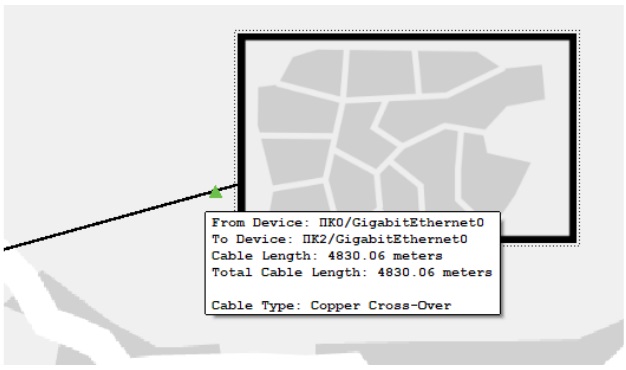 From Device: ПК0/GigabitEthernet0
To Device: ПК2/GigabitEthernet0
Cable Length: 4830.06 meters
Total Cable Length: 4830.06 meters
Cable Type: Copper Cross-Over